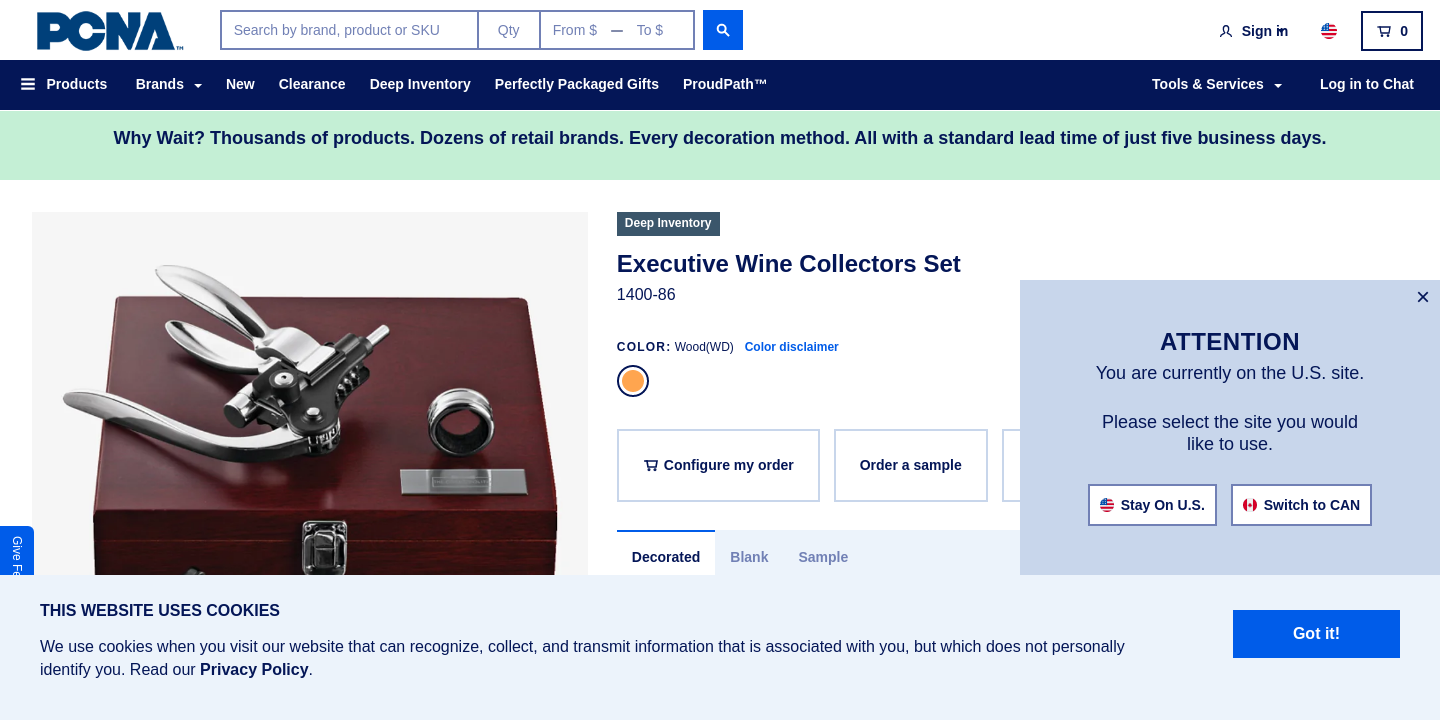 PCNA™
Search by brand, product or SKU
Qty
From $ — To $
Sign in
0
Products
Brands
New
Clearance
Deep Inventory
Perfectly Packaged Gifts
ProudPath™
Tools & Services
Log in to Chat
Why Wait? Thousands of products. Dozens of retail brands. Every decoration method. All with a standard lead time of just five business days.
Deep Inventory
Executive Wine Collectors Set
1400-86
COLOR: Wood(WD) Color disclaimer
Configure my order
Order a sample
Decorated
Blank
Sample
×
ATTENTION
You are currently on the U.S. site.
Please select the site you would
like to use.
Stay On U.S.
Switch to CAN
Give Fe
THIS WEBSITE USES COOKIES
We use cookies when you visit our website that can recognize, collect, and transmit information that is associated with you, but which does not personally
identify you. Read our Privacy Policy.
Got it!